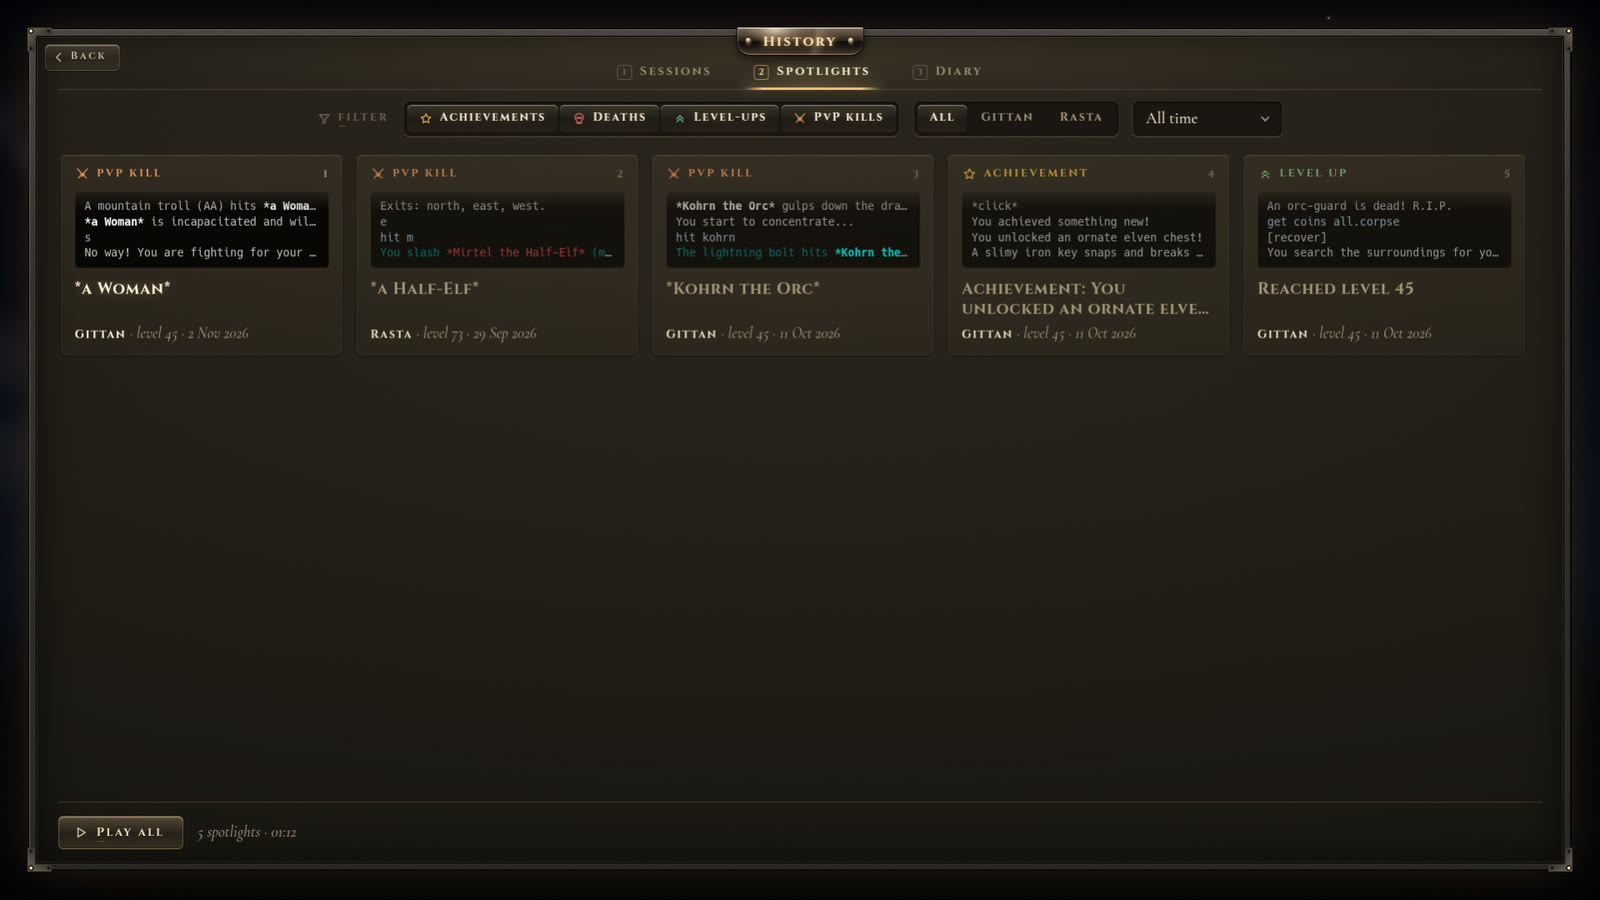 History
Back
1 Sessions
2 Spotlights
3 Diary
Filter
Achievements
Deaths
Level-ups
PvP kills
All
Gittan
Rasta
All time
PvP kill 1
A mountain troll (AA) hits *a Woma…
*a Woman* is incapacitated and wil…
s
No way! You are fighting for your …
*a Woman*
Gittan · level 45 · 2 Nov 2026
PvP kill 2
Exits: north, east, west.
e
hit m
You slash *Mirtel the Half-Elf* (m…
*a Half-Elf*
Rasta · level 73 · 29 Sep 2026
PvP kill 3
*Kohrn the Orc* gulps down the dra…
You start to concentrate...
hit kohrn
The lightning bolt hits *Kohrn the…
*Kohrn the Orc*
Gittan · level 45 · 11 Oct 2026
Achievement 4
*click*
You achieved something new!
You unlocked an ornate elven chest!
A slimy iron key snaps and breaks …
Achievement: You
unlocked an ornate elve…
Gittan · level 45 · 11 Oct 2026
Level up 5
An orc-guard is dead! R.I.P.
get coins all.corpse
[recover]
You search the surroundings for yo…
Reached level 45
Gittan · level 45 · 11 Oct 2026
Play all
5 spotlights · 01:12